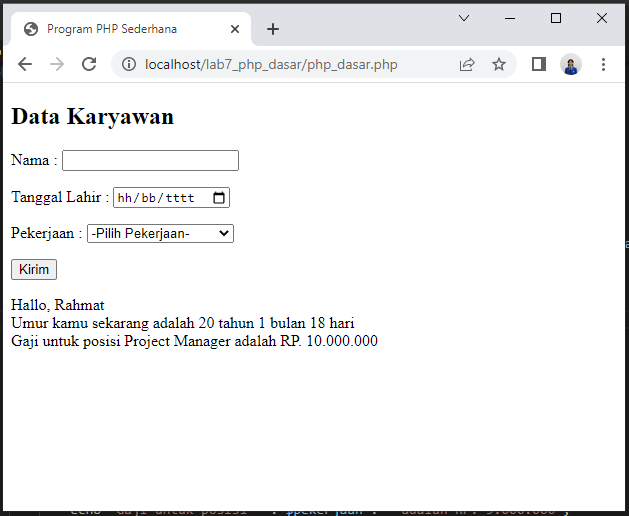 Program PHP Sederhana
localhost/lab7_php_dasar/php_dasar.php
Data Karyawan
Nama :
Tanggal Lahir : hh/bb/tttt
Pekerjaan : -Pilih Pekerjaan-
Kirim
Hallo, Rahmat
Umur kamu sekarang adalah 20 tahun 1 bulan 18 hari
Gaji untuk posisi Project Manager adalah RP. 10.000.000